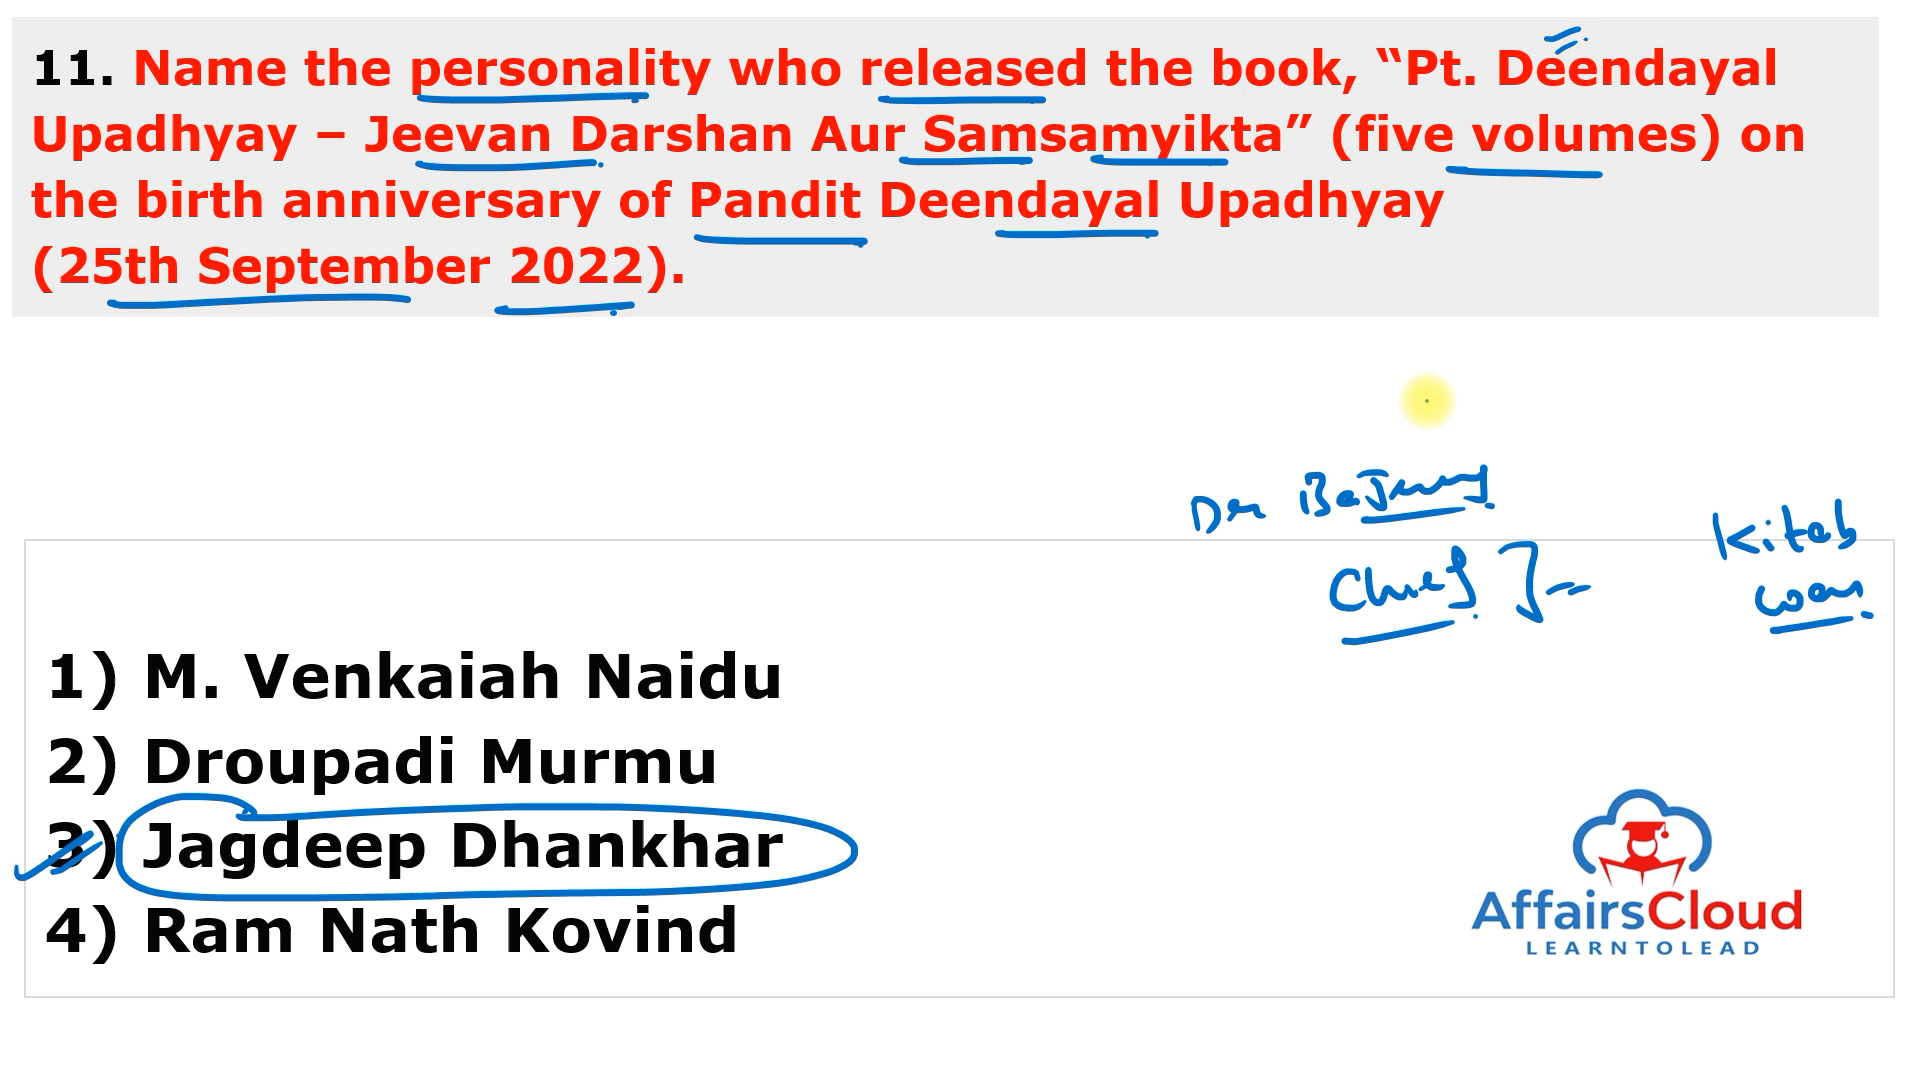 11. Name the personality who released the book, “Pt. Deendayal
Upadhyay – Jeevan Darshan Aur Samsamyikta” (five volumes) on
the birth anniversary of Pandit Deendayal Upadhyay
(25th September 2022).
Dr
Chief
Kitab
1) M. Venkaiah Naidu
2) Droupadi Murmu
3) Jagdeep Dhankhar
4) Ram Nath Kovind
AffairsCloud
LEARNTOLEAD